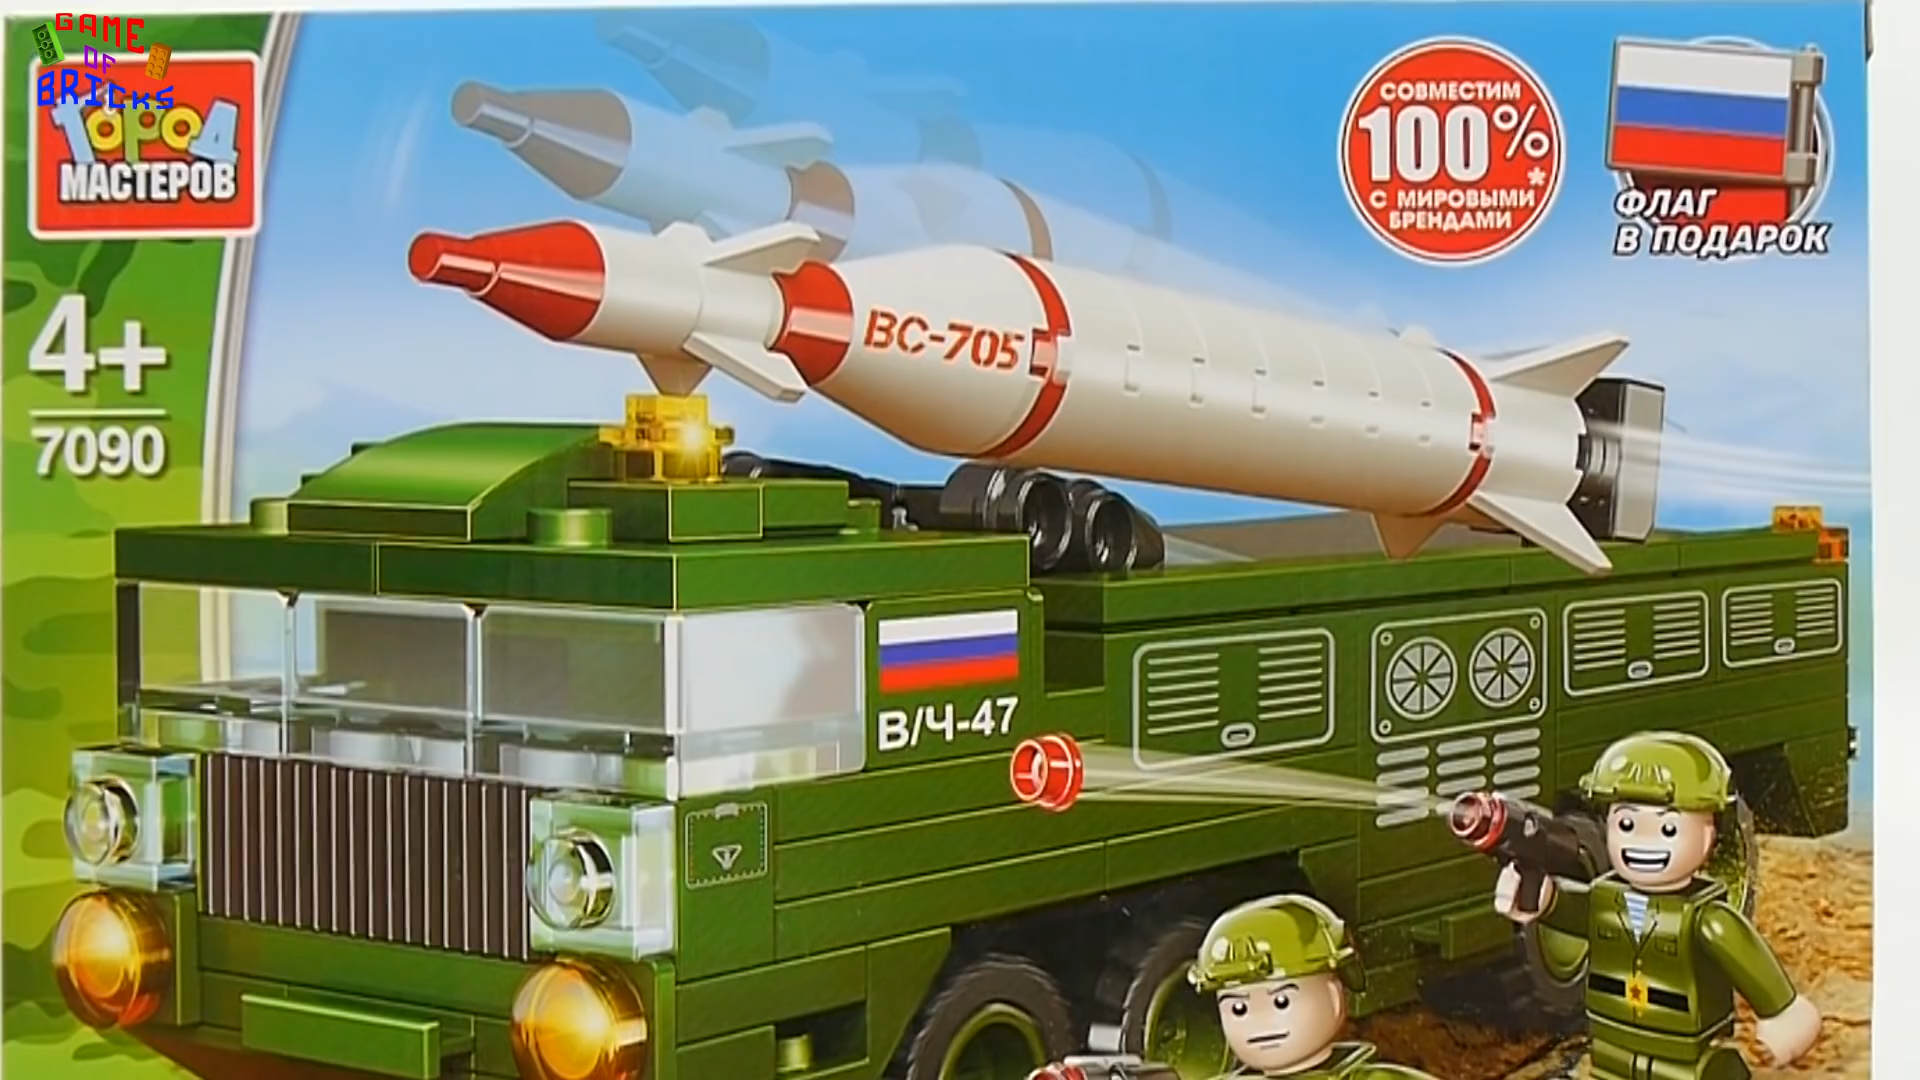 GAME
OF
BRICKS
ГОРОД
МАСТЕРОВ
4+
7090
СОВМЕСТИМ
100%*
С МИРОВЫМИ
БРЕНДАМИ
ФЛАГ
В ПОДАРОК
ВС-705
В/Ч-47